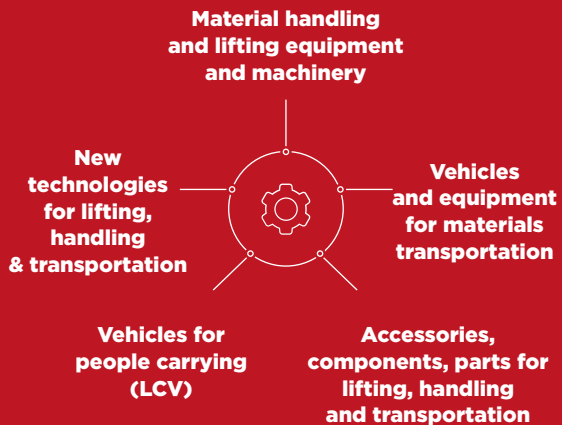 Material handling
and lifting equipment
and machinery
New
technologies
for lifting,
handling
& transportation
Vehicles
and equipment
for materials
transportation
Vehicles for
people carrying
(LCV)
Accessories,
components, parts for
lifting, handling
and transportation